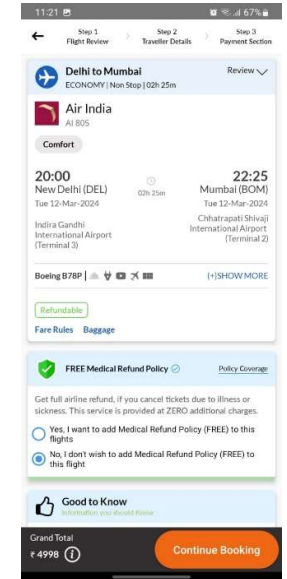 11:21
67%
Step 1 Step 2 Step 3
Flight Review Traveller Details Payment Section
Delhi to Mumbai Review
ECONOMY | Non Stop | 02h 25m
Air India
AI 805
Comfort
20:00 22:25
New Delhi (DEL) 02h 25m Mumbai (BOM)
Tue 12-Mar-2024 Tue 12-Mar-2024
Indira Gandhi International Airport (Terminal 3)
Chhatrapati Shivaji International Airport (Terminal 2)
Boeing B78P | (+)SHOW MORE
Refundable
Fare Rules Baggage
FREE Medical Refund Policy Policy Coverage
Get full airline refund, if you cancel tickets due to illness or
sickness. This service is provided at ZERO additional charges.
Yes, I want to add Medical Refund Policy (FREE) to this
flights
No, I don't wish to add Medical Refund Policy (FREE) to
this flight
Good to Know
Information you should know
Grand Total
₹ 4998
Continue Booking